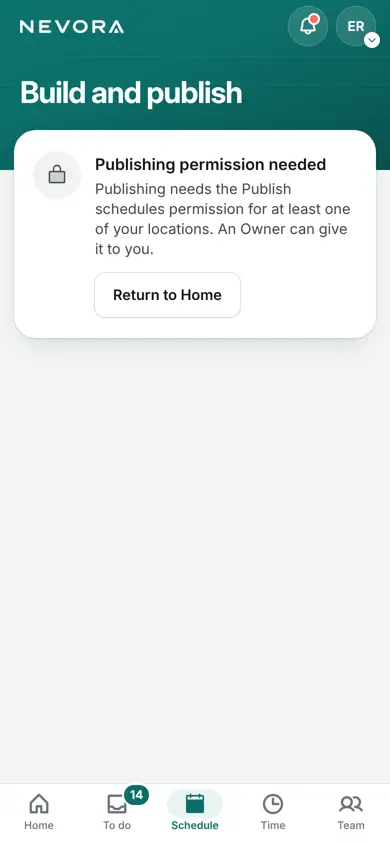 NEVORA
ER
Build and publish
Publishing permission needed
Publishing needs the Publish
schedules permission for at least one
of your locations. An Owner can give
it to you.
Return to Home
14
Home
To do
Schedule
Time
Team